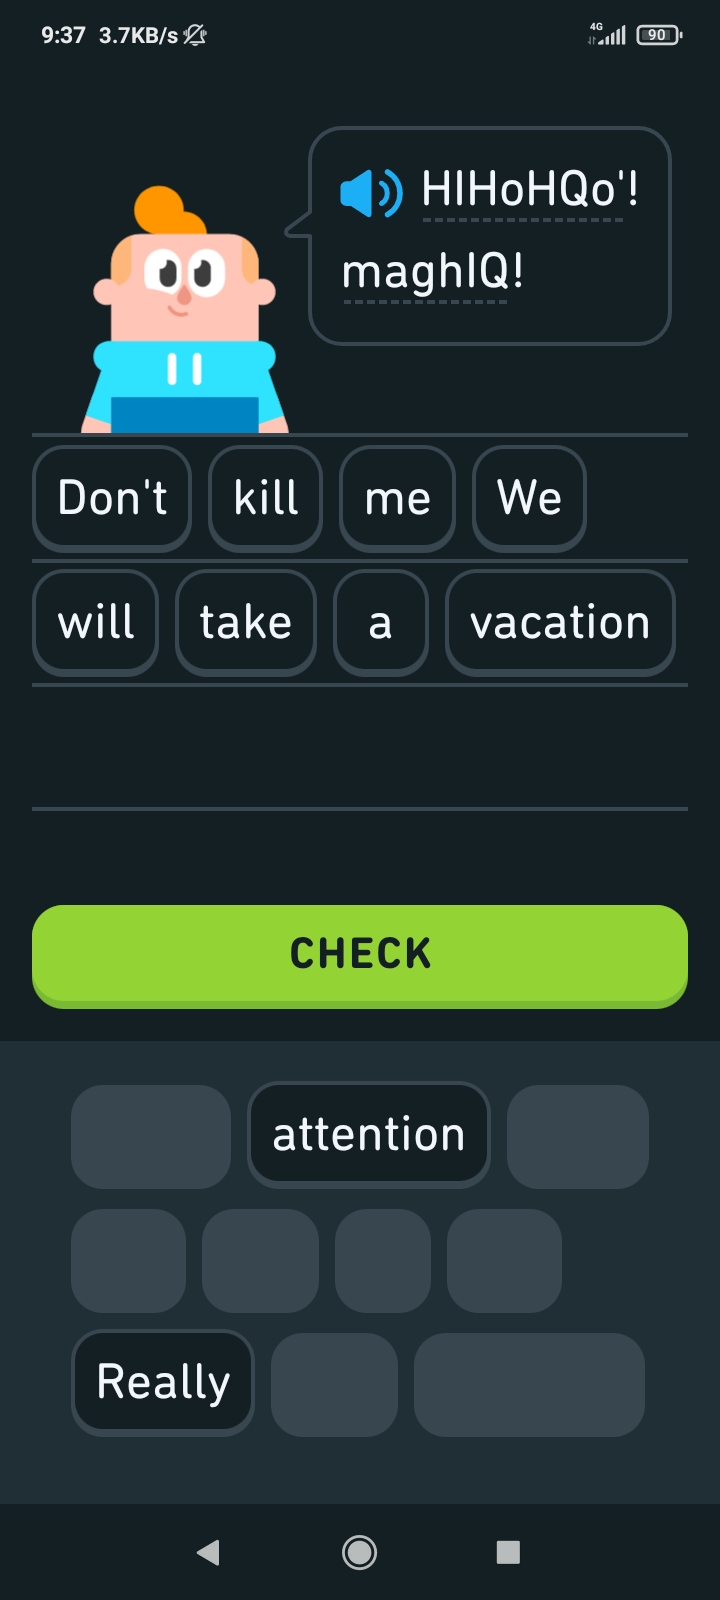 9:37 3.7KB/s 4G 90
HIHoHQo'!
maghIQ!
Don't kill me We
will take a vacation
CHECK
attention
Really